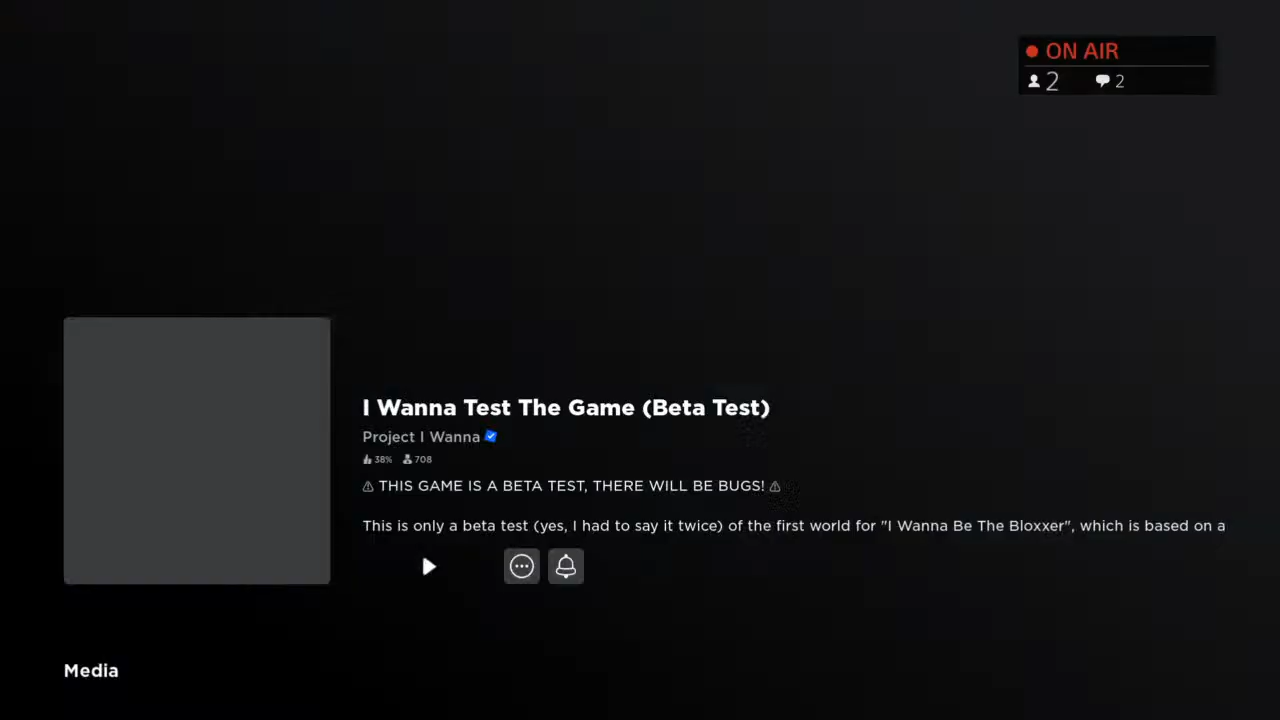 ON AIR
2 2
I Wanna Test The Game (Beta Test)
Project I Wanna
38% 708
⚠ THIS GAME IS A BETA TEST, THERE WILL BE BUGS! ⚠
This is only a beta test (yes, I had to say it twice) of the first world for "I Wanna Be The Bloxxer", which is based on a
Media